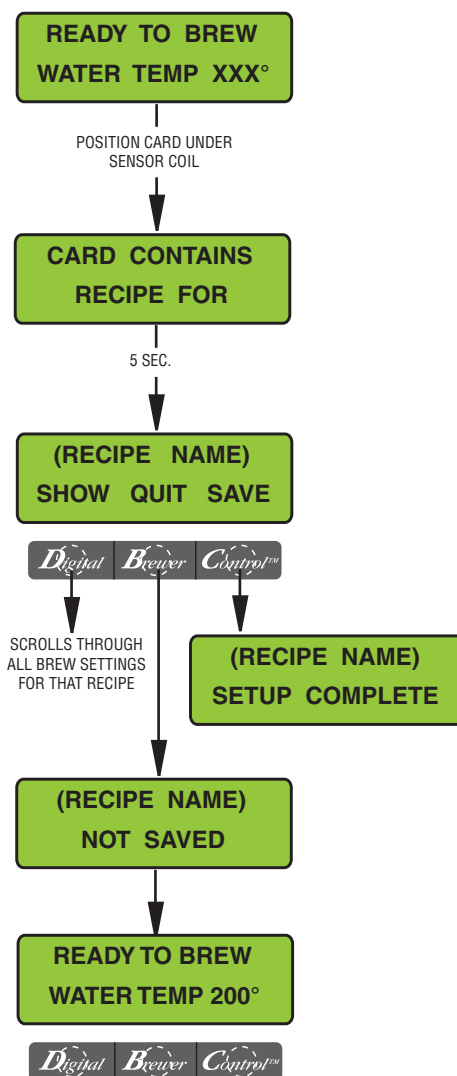 READY TO BREW
WATER TEMP XXX°
POSITION CARD UNDER
SENSOR COIL
CARD CONTAINS
RECIPE FOR
5 SEC.
(RECIPE NAME)
SHOW QUIT SAVE
Digital Brewer Control™
SCROLLS THROUGH
ALL BREW SETTINGS
FOR THAT RECIPE
(RECIPE NAME)
SETUP COMPLETE
(RECIPE NAME)
NOT SAVED
READY TO BREW
WATER TEMP 200°
Digital Brewer Control™